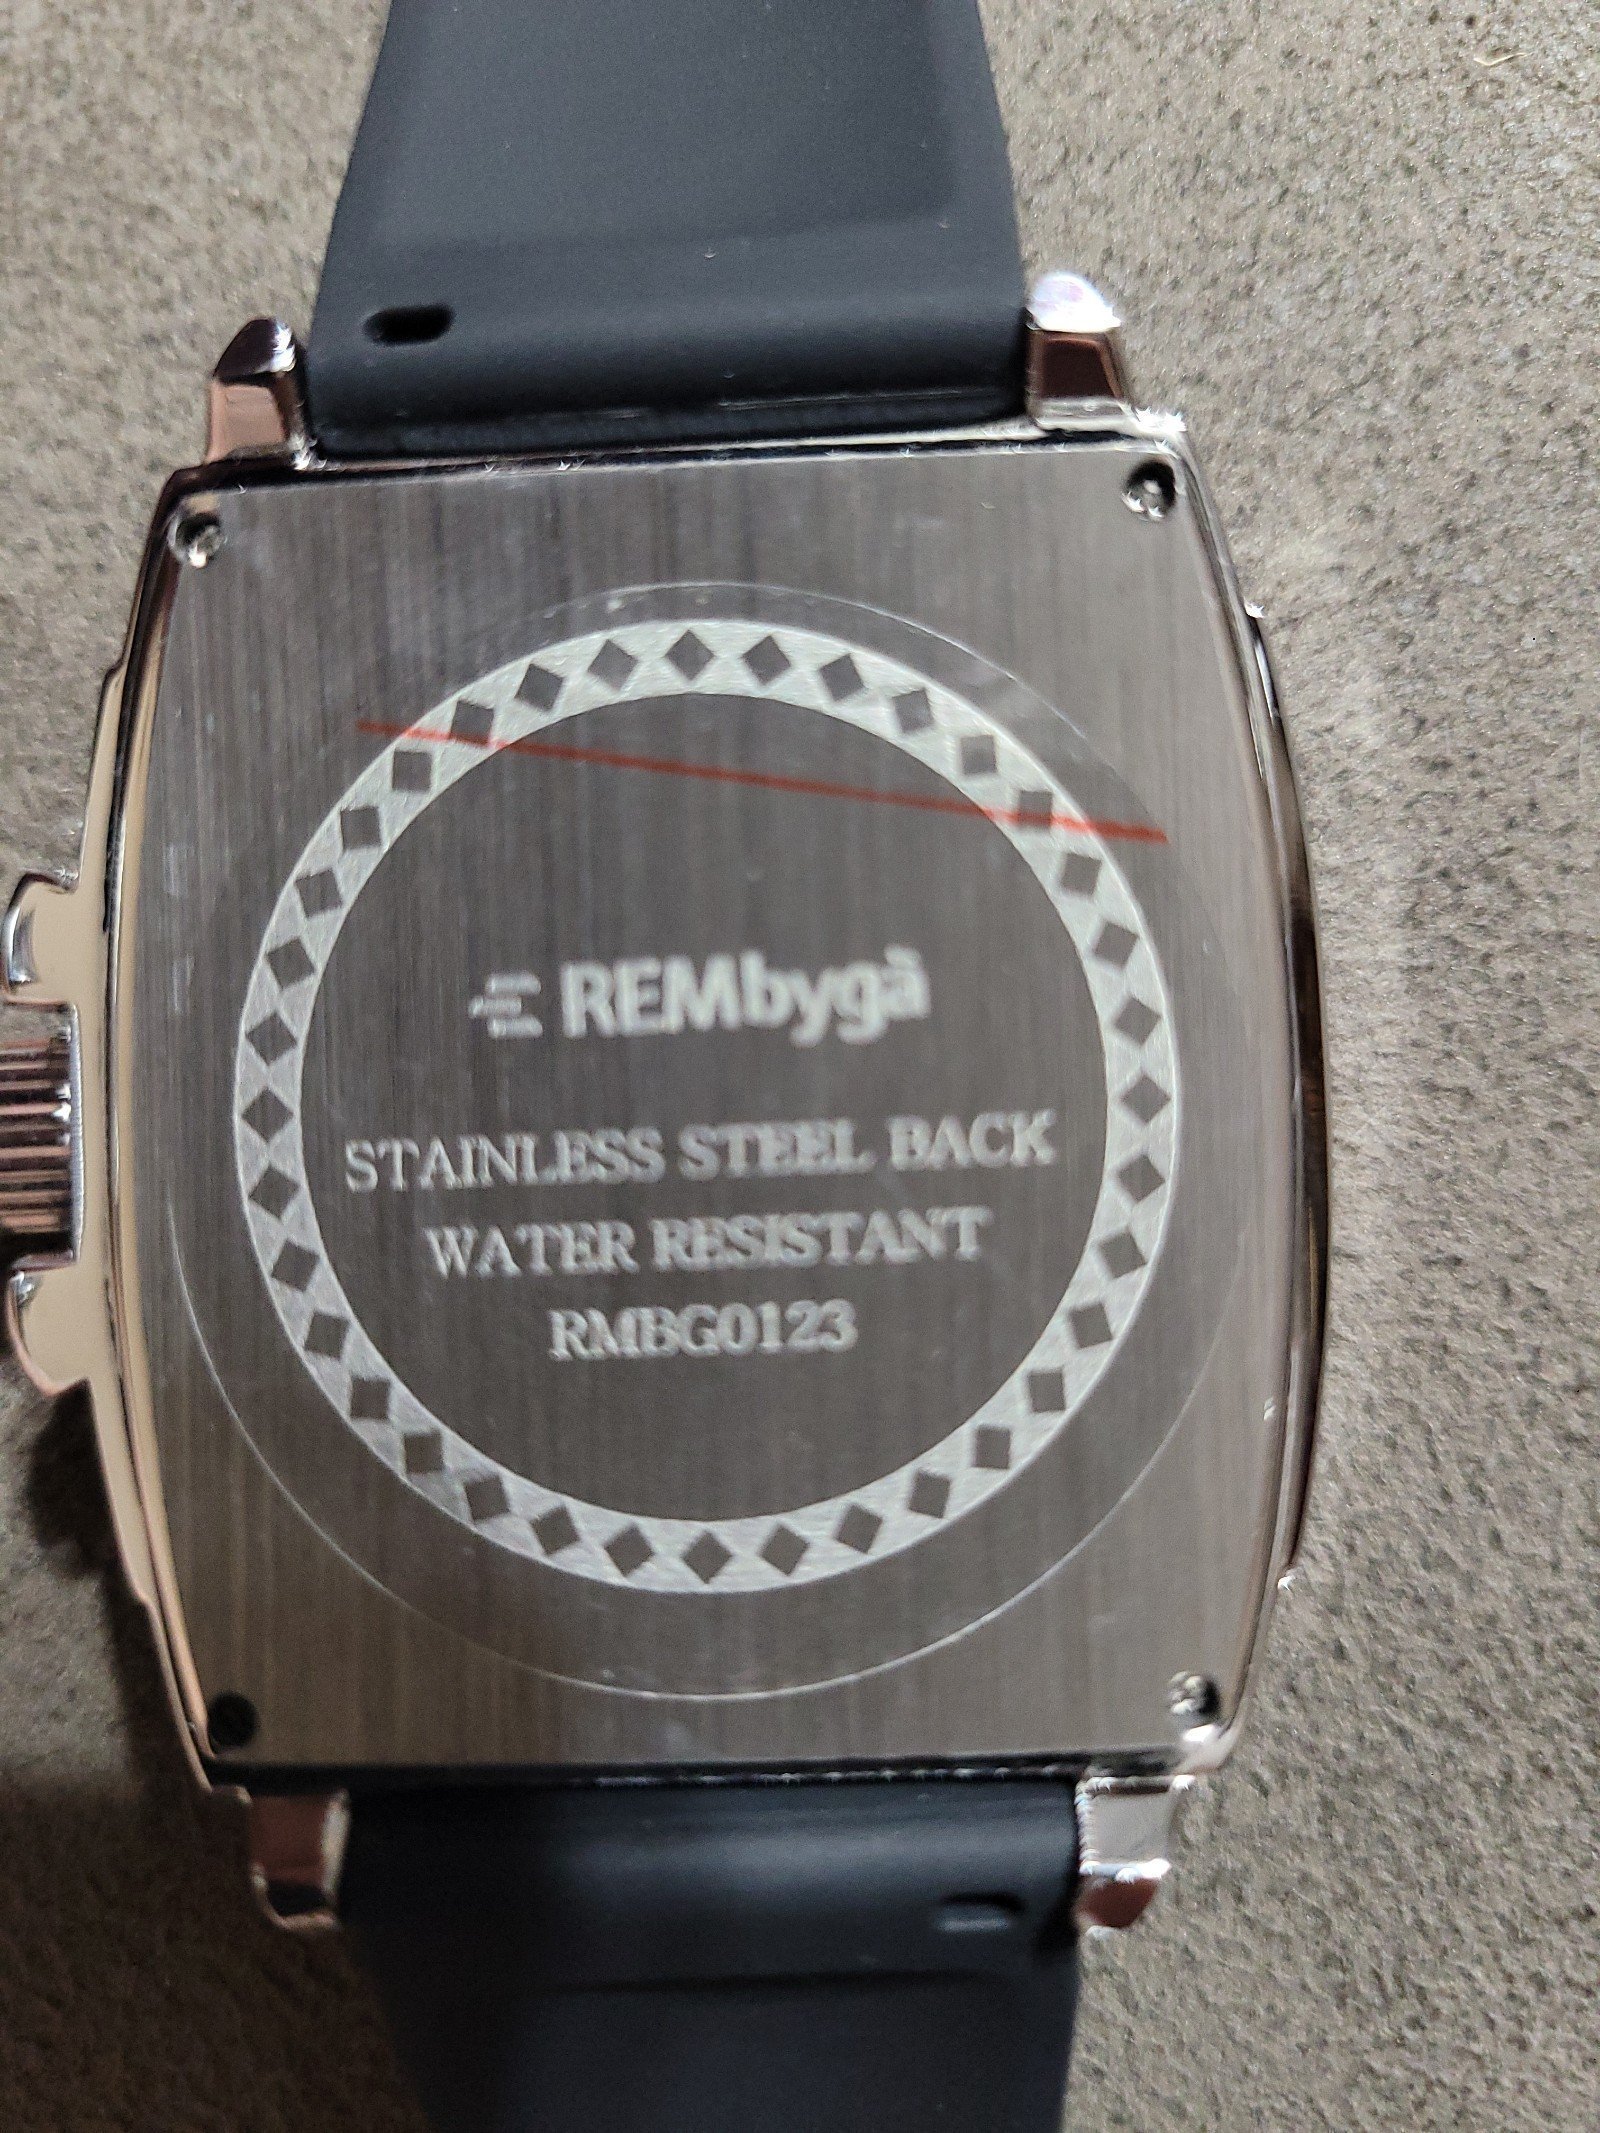 REMbygà
STAINLESS STEEL BACK
WATER RESISTANT
RMBG0123